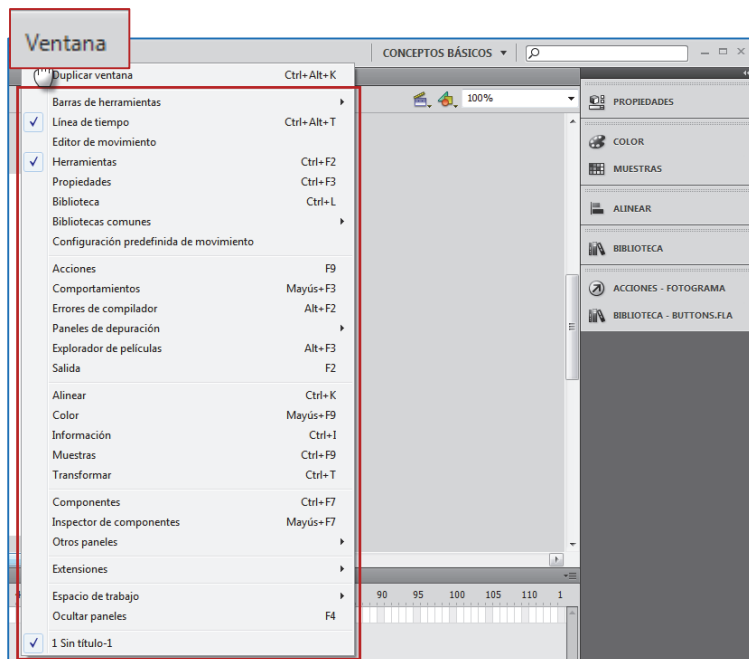 Ventana
CONCEPTOS BÁSICOS
Duplicar ventana Ctrl+Alt+K
Barras de herramientas
100%
Línea de tiempo Ctrl+Alt+T
Editor de movimiento
Herramientas Ctrl+F2
Propiedades Ctrl+F3
Biblioteca Ctrl+L
Bibliotecas comunes
Configuración predefinida de movimiento
Acciones F9
Comportamientos Mayús+F3
Errores de compilador Alt+F2
Paneles de depuración
Explorador de películas Alt+F3
Salida F2
Alinear Ctrl+K
Color Mayús+F9
Información Ctrl+I
Muestras Ctrl+F9
Transformar Ctrl+T
Componentes Ctrl+F7
Inspector de componentes Mayús+F7
Otros paneles
Extensiones
Espacio de trabajo
Ocultar paneles F4
1 Sin título-1
PROPIEDADES
COLOR
MUESTRAS
ALINEAR
BIBLIOTECA
ACCIONES - FOTOGRAMA
BIBLIOTECA - BUTTONS.FLA
90 95 100 105 110 1